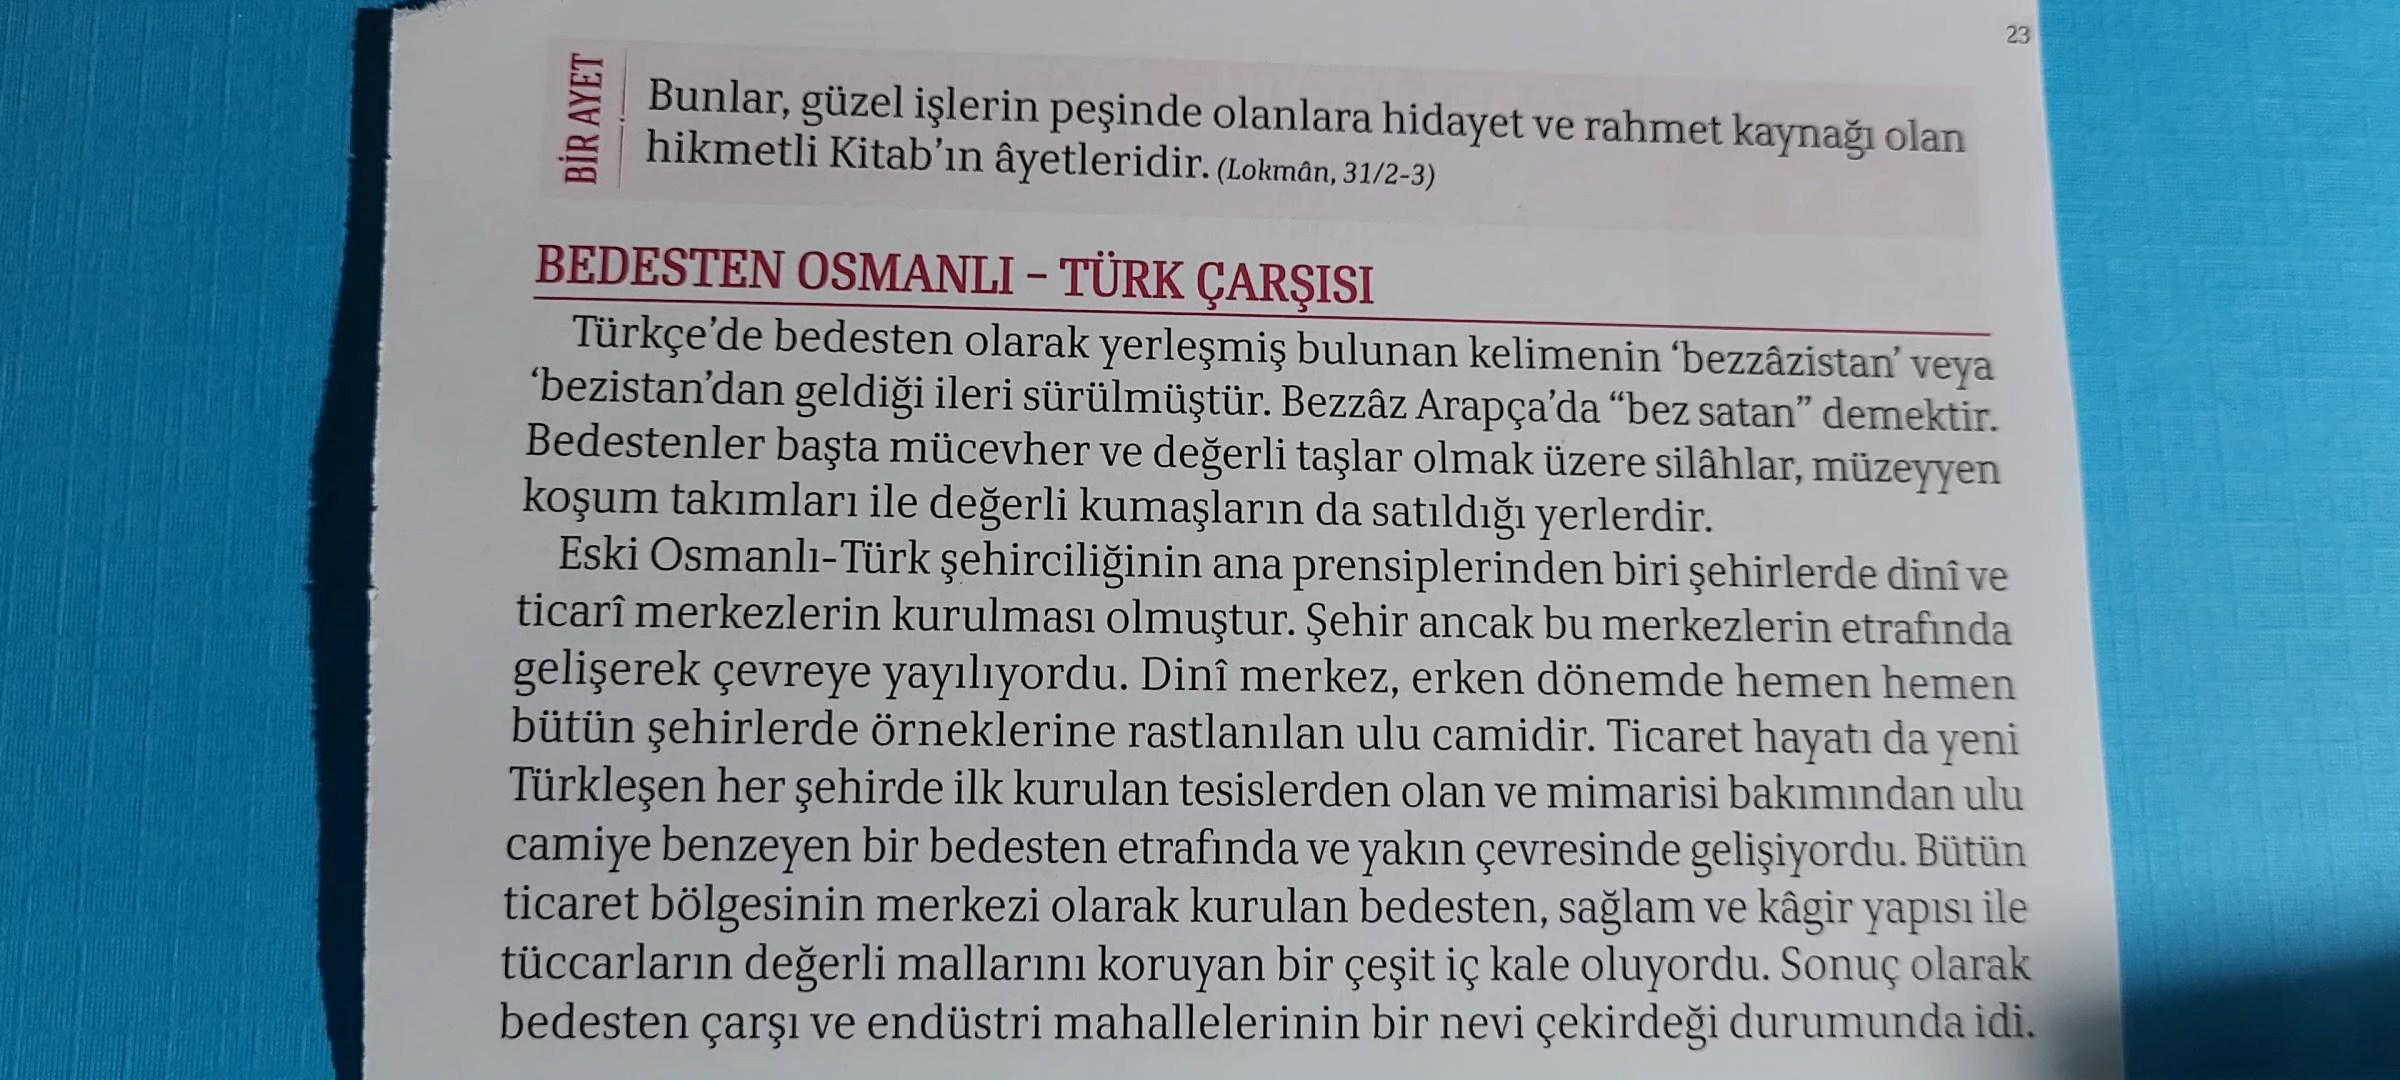 23
BİR AYET
Bunlar, güzel işlerin peşinde olanlara hidayet ve rahmet kaynağı olan
hikmetli Kitab’ın âyetleridir. (Lokmân, 31/2-3)
BEDESTEN OSMANLI – TÜRK ÇARŞISI
Türkçe’de bedesten olarak yerleşmiş bulunan kelimenin ‘bezzâzistan’ veya
‘bezistan’dan geldiği ileri sürülmüştür. Bezzâz Arapça’da “bez satan” demektir.
Bedestenler başta mücevher ve değerli taşlar olmak üzere silâhlar, müzeyyen
koşum takımları ile değerli kumaşların da satıldığı yerlerdir.
Eski Osmanlı-Türk şehirciliğinin ana prensiplerinden biri şehirlerde dinî ve
ticarî merkezlerin kurulması olmuştur. Şehir ancak bu merkezlerin etrafında
gelişerek çevreye yayılıyordu. Dinî merkez, erken dönemde hemen hemen
bütün şehirlerde örneklerine rastlanılan ulu camidir. Ticaret hayatı da yeni
Türkleşen her şehirde ilk kurulan tesislerden olan ve mimarisi bakımından ulu
camiye benzeyen bir bedesten etrafında ve yakın çevresinde gelişiyordu. Bütün
ticaret bölgesinin merkezi olarak kurulan bedesten, sağlam ve kâgir yapısı ile
tüccarların değerli mallarını koruyan bir çeşit iç kale oluyordu. Sonuç olarak
bedesten çarşı ve endüstri mahallelerinin bir nevi çekirdeği durumunda idi.